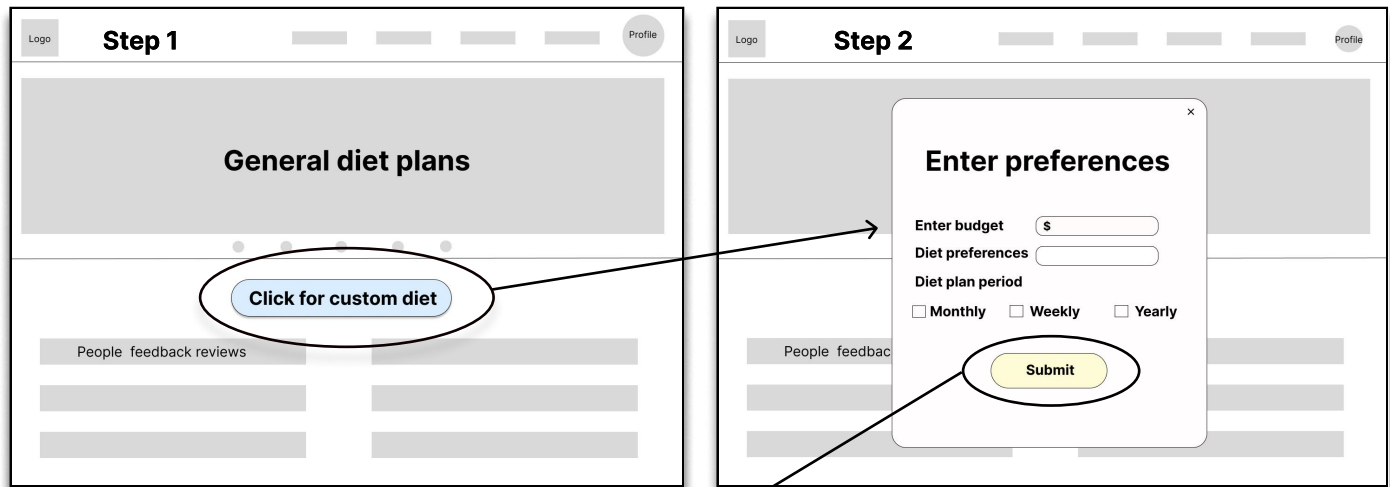 Logo
Step 1
Profile
General diet plans
Click for custom diet
People feedback reviews
Logo
Step 2
Profile
×
Enter preferences
Enter budget $
Diet preferences
Diet plan period
Monthly Weekly Yearly
People feedbac
Submit